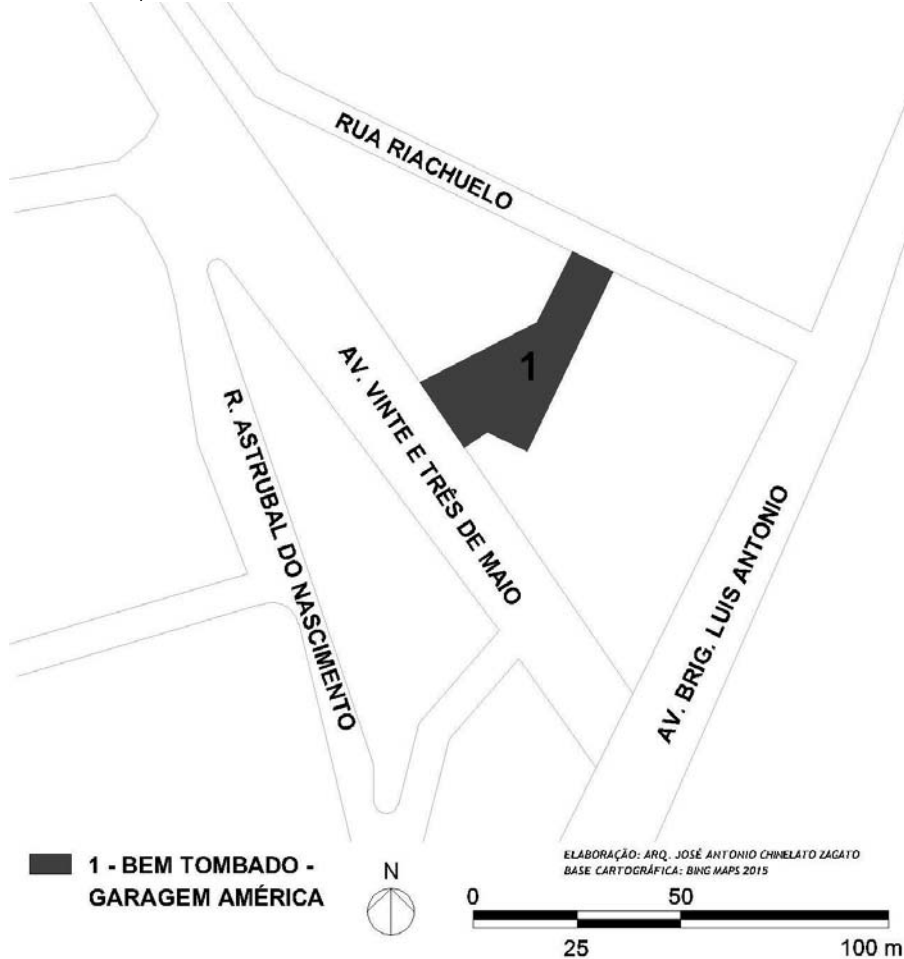 RUA RIACHUELO
1
AV. VINTE E TRÊS DE MAIO
R. ASTRUBAL DO NASCIMENTO
AV. BRIG. LUIS ANTONIO
1 - BEM TOMBADO -
GARAGEM AMÉRICA
N
ELABORAÇÃO: ARQ. JOSÉ ANTONIO CHINELATO ZAGATO
BASE CARTOGRÁFICA: BING MAPS 2015
0 50
25 100 m